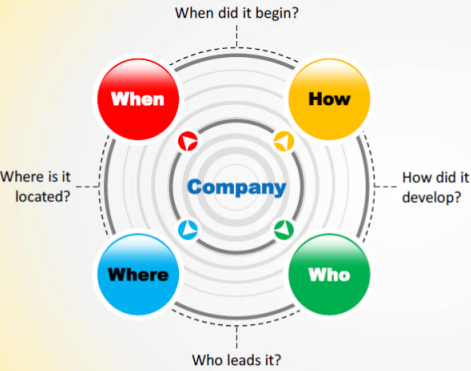 When did it begin?
When
How
Where is it
located?
Company
How did it
develop?
Where
Who
Who leads it?